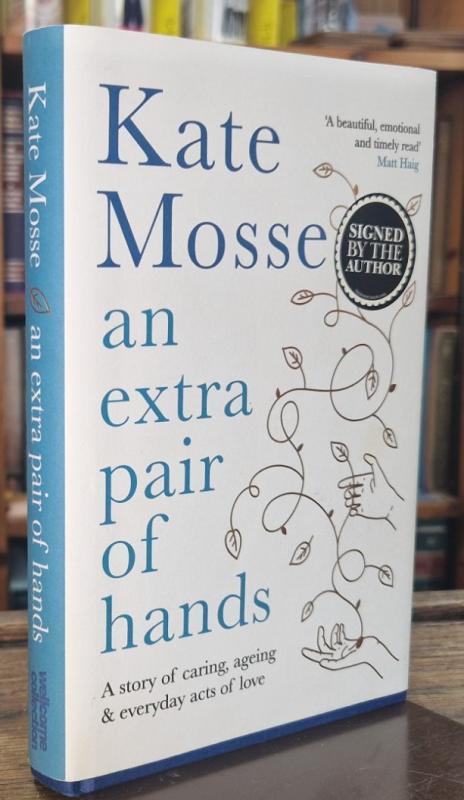 Kate
Mosse
an
extra
pair
of
hands
A story of caring, ageing
& everyday acts of love
'A beautiful, emotional
and timely read'
Matt Haig
SIGNED
BY THE
AUTHOR
Kate Mosse an extra pair of hands
wellcome
collection